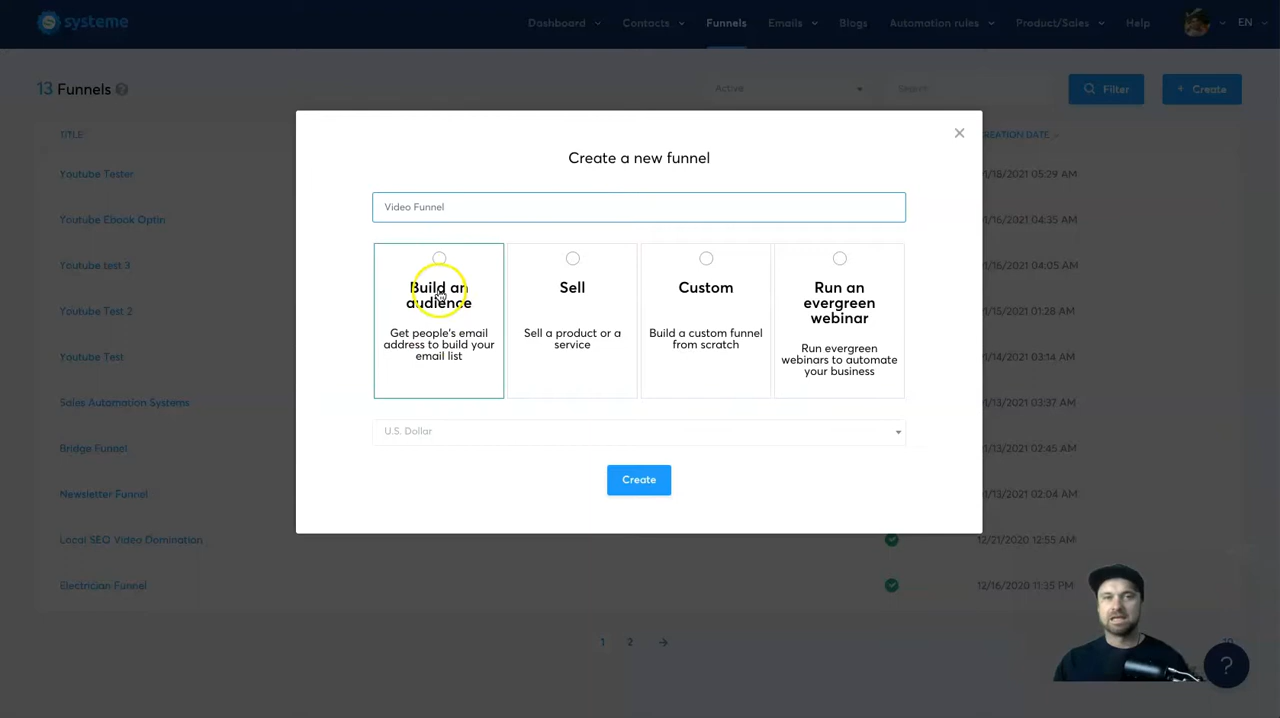 systeme
Dashboard
Contacts
Funnels
Emails
Blogs
Automation rules
Product/Sales
Help
EN
13 Funnels ?
Active
Search
Filter
+ Create
TITLE
CREATION DATE
Youtube Tester
Youtube Ebook Optin
Youtube test 3
Youtube Test 2
Youtube Test
Sales Automation Systems
Bridge Funnel
Newsletter Funnel
Local SEO Video Domination
Electrician Funnel
Create a new funnel
Video Funnel
Build an
audience
Get people's email
address to build your
email list
Sell
Sell a product or a
service
Custom
Build a custom funnel
from scratch
Run an
evergreen
webinar
Run evergreen
webinars to automate
your business
U.S. Dollar
Create
1/18/2021 05:29 AM
1/16/2021 04:35 AM
1/16/2021 04:05 AM
1/15/2021 01:28 AM
1/14/2021 03:14 AM
1/13/2021 03:37 AM
1/13/2021 02:45 AM
1/13/2021 02:04 AM
12/21/2020 12:55 AM
12/16/2020 11:35 PM
1 2
10
?